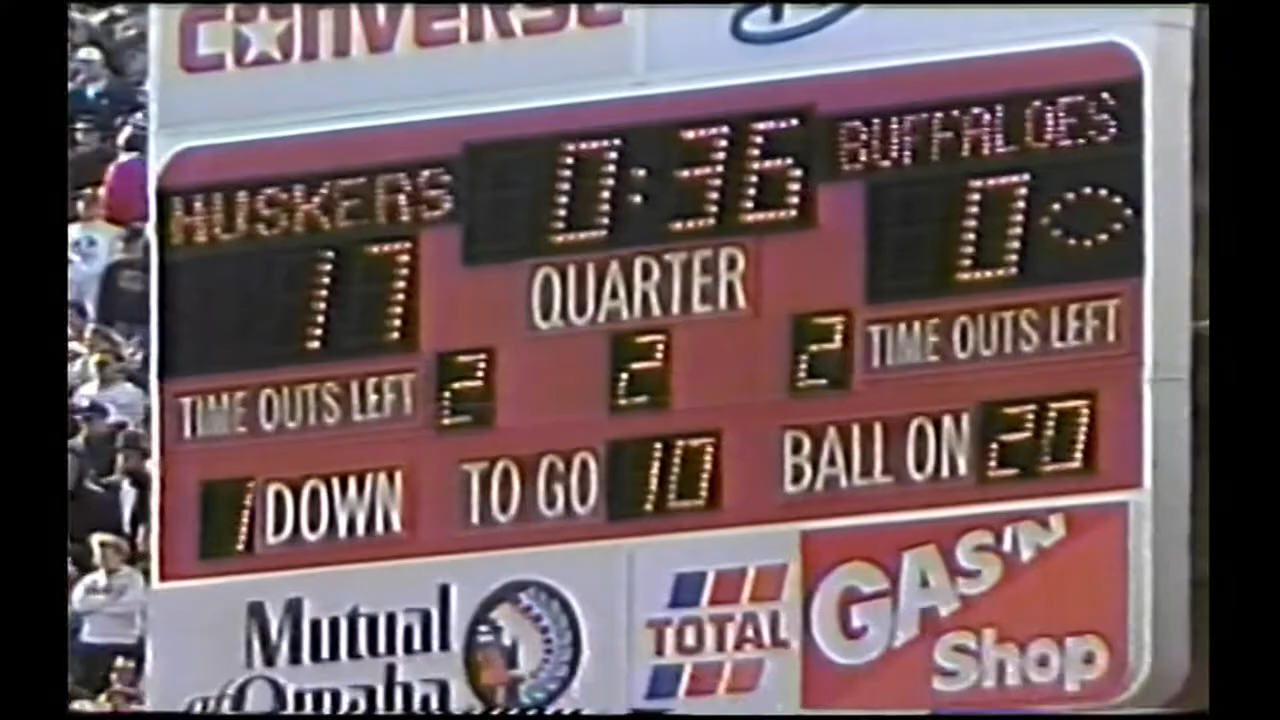 CONVERSE
HUSKERS 0:36 BUFFALOES
17 QUARTER 0
TIME OUTS LEFT 2 2 2 TIME OUTS LEFT
1 DOWN TO GO 10 BALL ON 20
Mutual
of Omaha
TOTAL
GAS'N
Shop